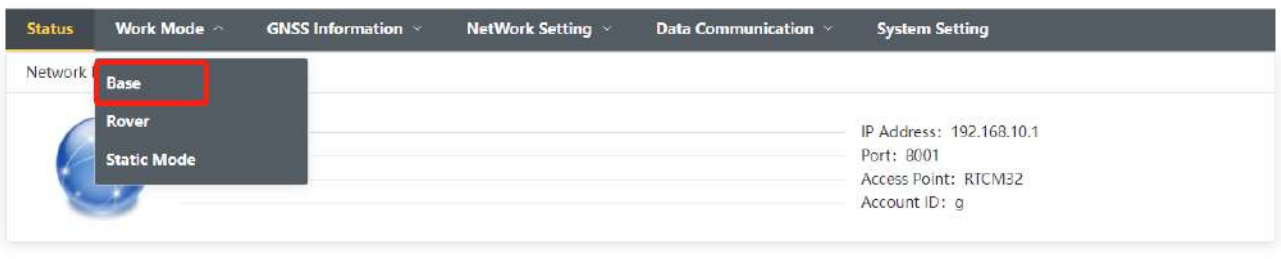 Status Work Mode GNSS Information NetWork Setting Data Communication System Setting
Network
Base
Rover
Static Mode
IP Address: 192.168.10.1
Port: 8001
Access Point: RTCM32
Account ID: g